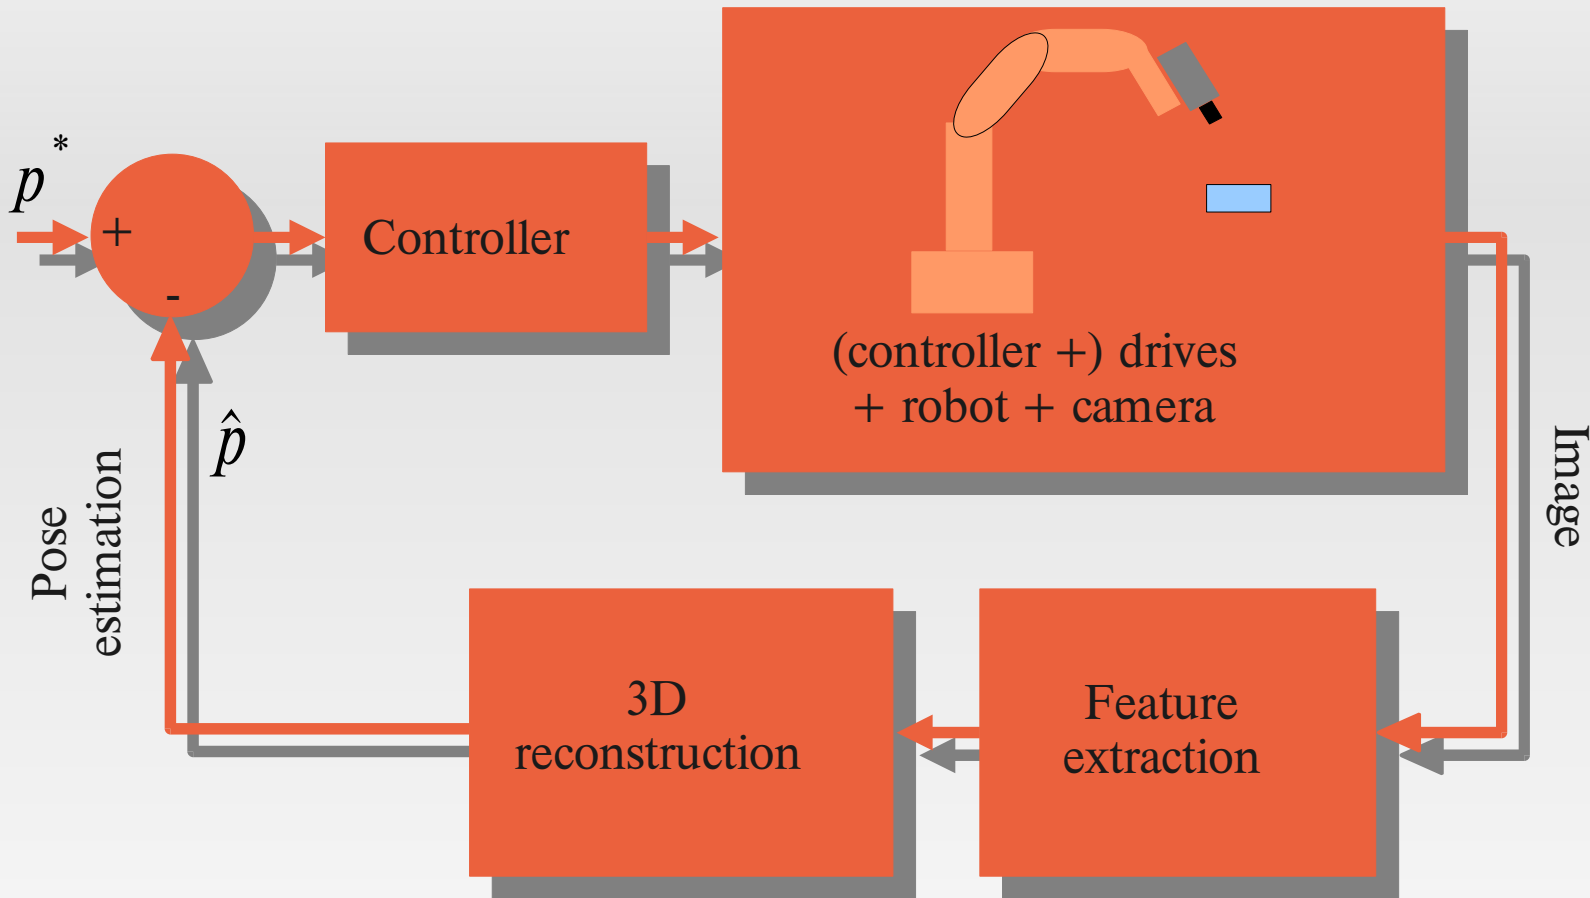 p*
+
-
Controller
(controller +) drives
+ robot + camera
Image
p̂
Pose
estimation
3D
reconstruction
Feature
extraction